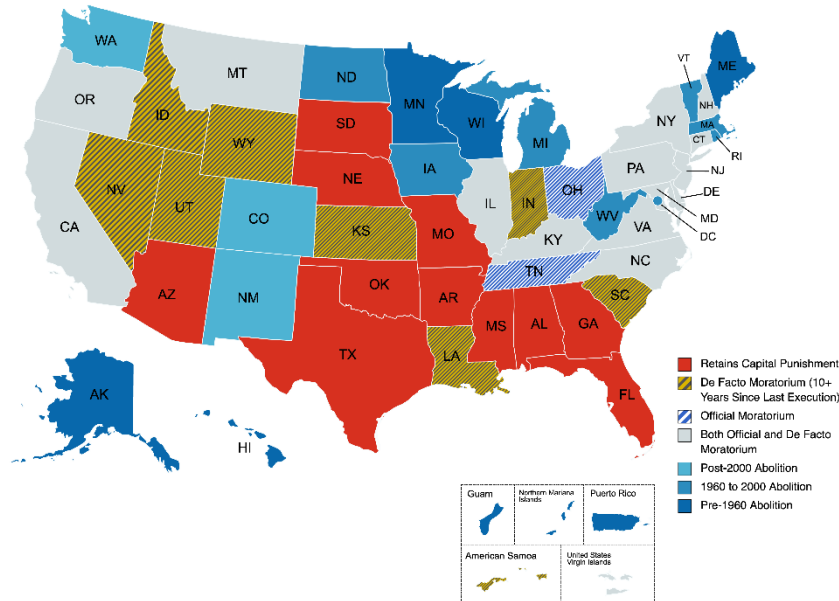 WA
MT
ND
MN
VT
ME
OR
ID
WY
SD
WI
MI
NY
NH
MA
CT
RI
NV
UT
CO
NE
IA
IL
IN
OH
PA
NJ
DE
MD
DC
CA
KS
MO
KY
WV
VA
AZ
NM
OK
AR
TN
NC
SC
TX
LA
MS
AL
GA
FL
AK
HI
Retains Capital Punishment
De Facto Moratorium (10+
Years Since Last Execution)
Official Moratorium
Both Official and De Facto
Moratorium
Post-2000 Abolition
1960 to 2000 Abolition
Pre-1960 Abolition
Guam
Northern Mariana
Islands
Puerto Rico
American Samoa
United States
Virgin Islands